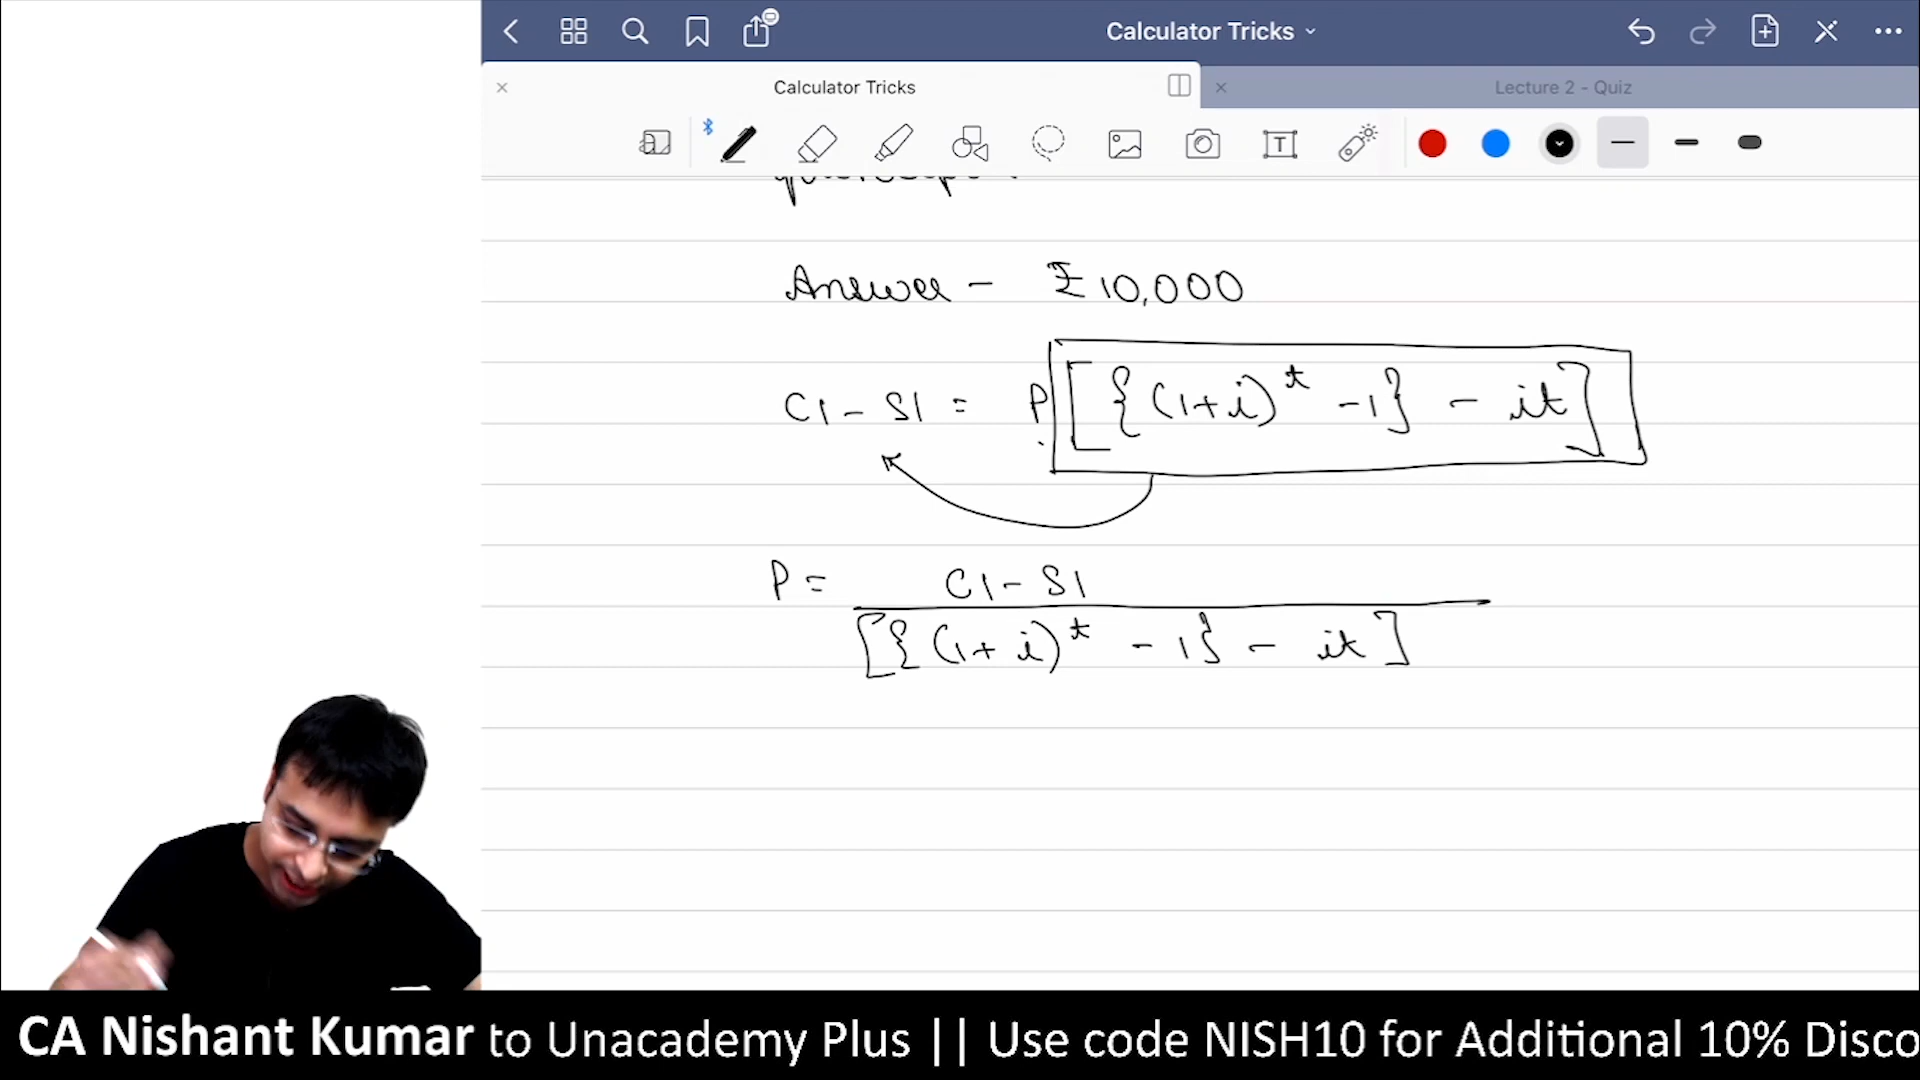 Calculator Tricks
Calculator Tricks
Lecture 2 - Quiz
Answer - ₹10,000
CI - SI = P[{(1+i)^t -1} - it]
P = CI - SI
[{(1+i)^t - 1} - it]
CA Nishant Kumar to Unacademy Plus || Use code NISH10 for Additional 10% Disco